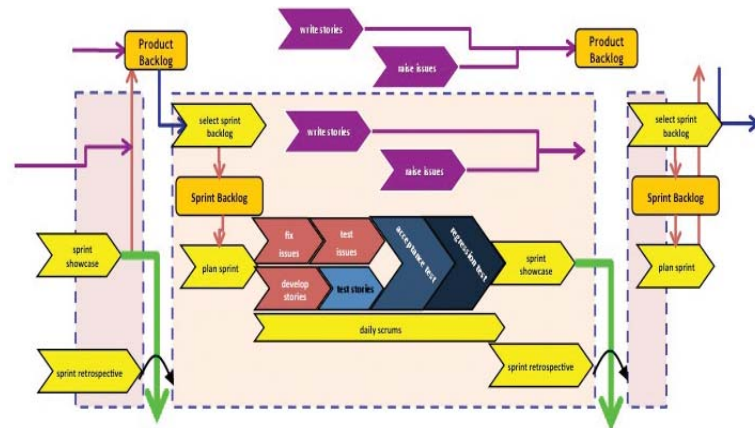 Product
Backlog
write stories
raise issues
Product
Backlog
select sprint
backlog
write stories
raise issues
select sprint
backlog
Sprint Backlog
Sprint Backlog
sprint
showcase
plan sprint
fix
issues
test
issues
acceptance test
regression test
sprint
showcase
plan sprint
develop
stories
test stories
daily scrums
sprint retrospective
sprint retrospective